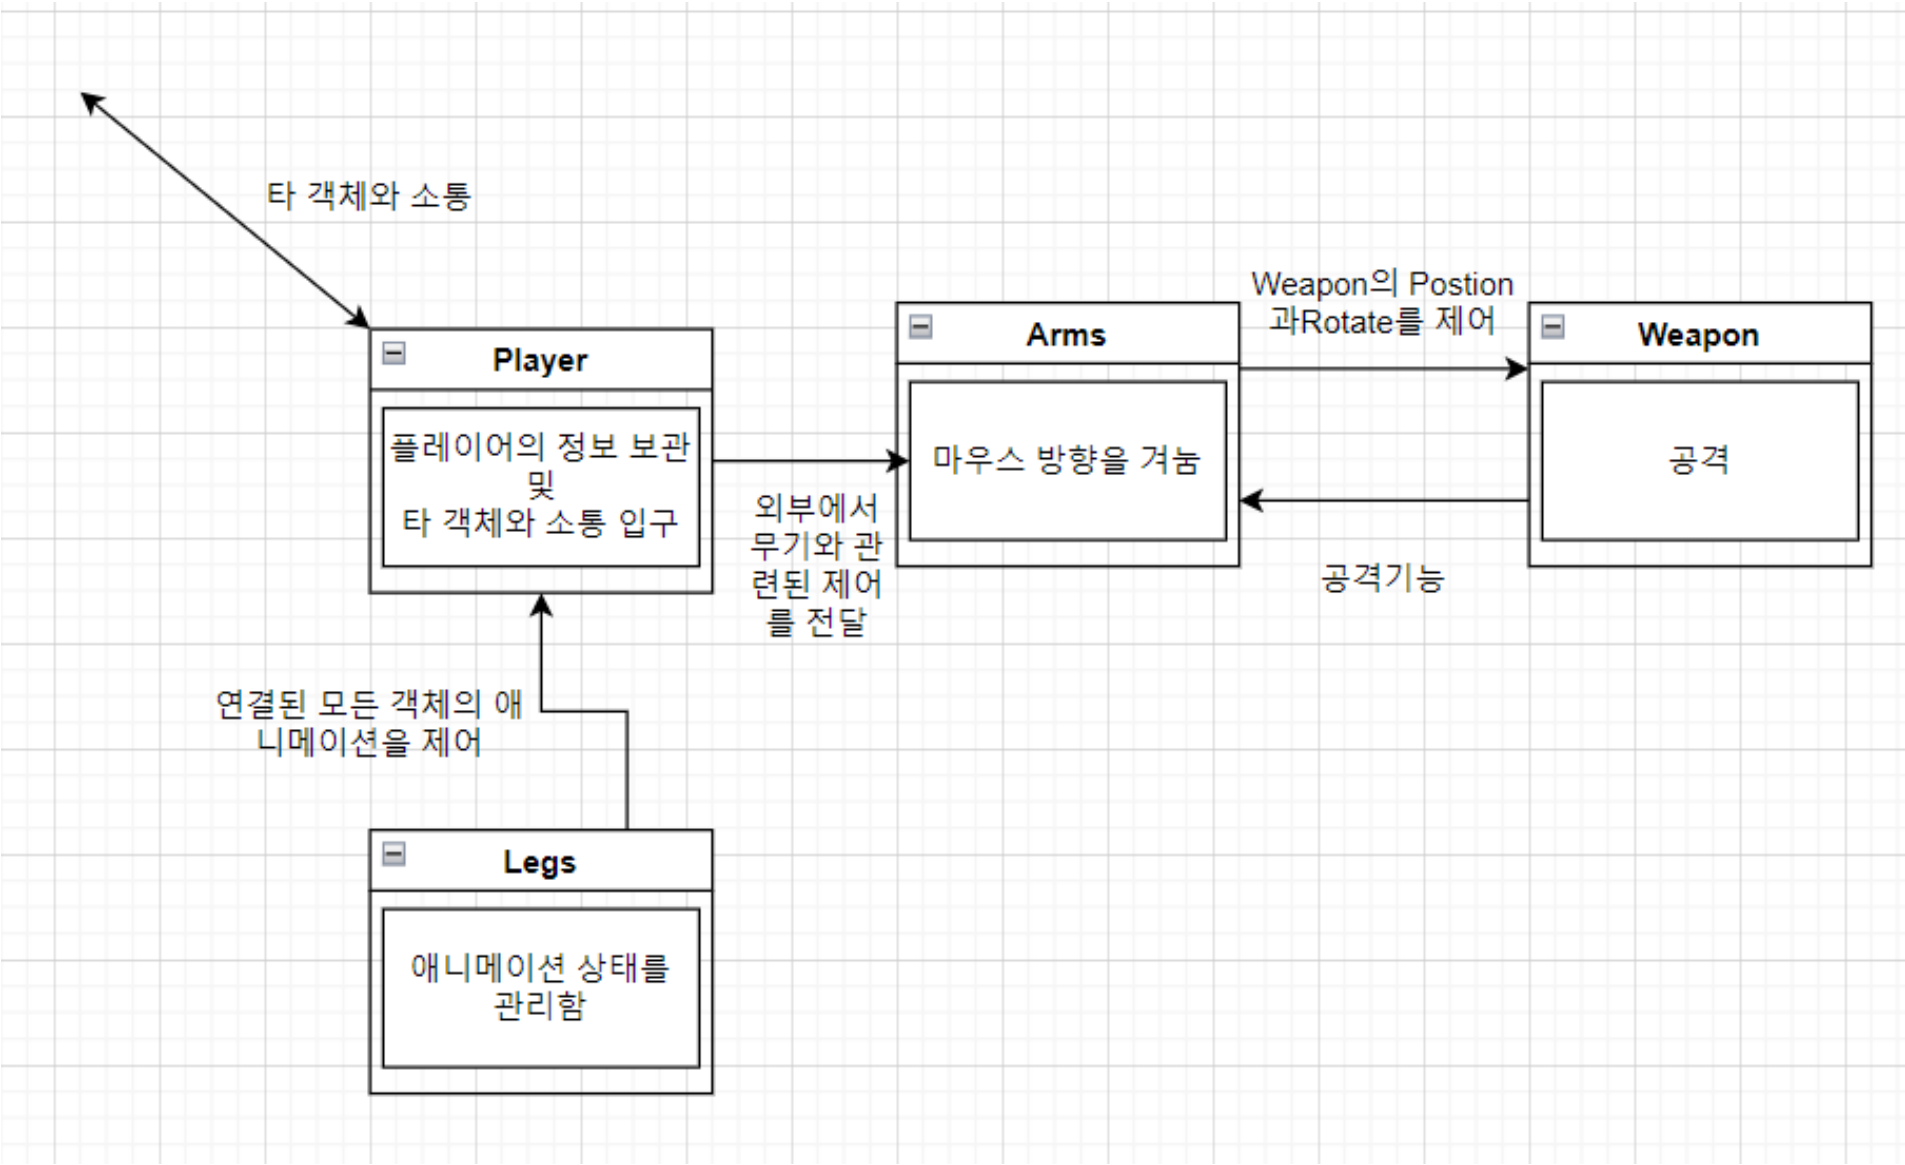 타 객체와 소통
Player
플레이어의 정보 보관
및
타 객체와 소통 입구
외부에서
무기와 관
련된 제어
를 전달
Arms
마우스 방향을 겨눔
Weapon의 Postion
과Rotate를 제어
Weapon
공격
공격기능
연결된 모든 객체의 애
니메이션을 제어
Legs
애니메이션 상태를
관리함